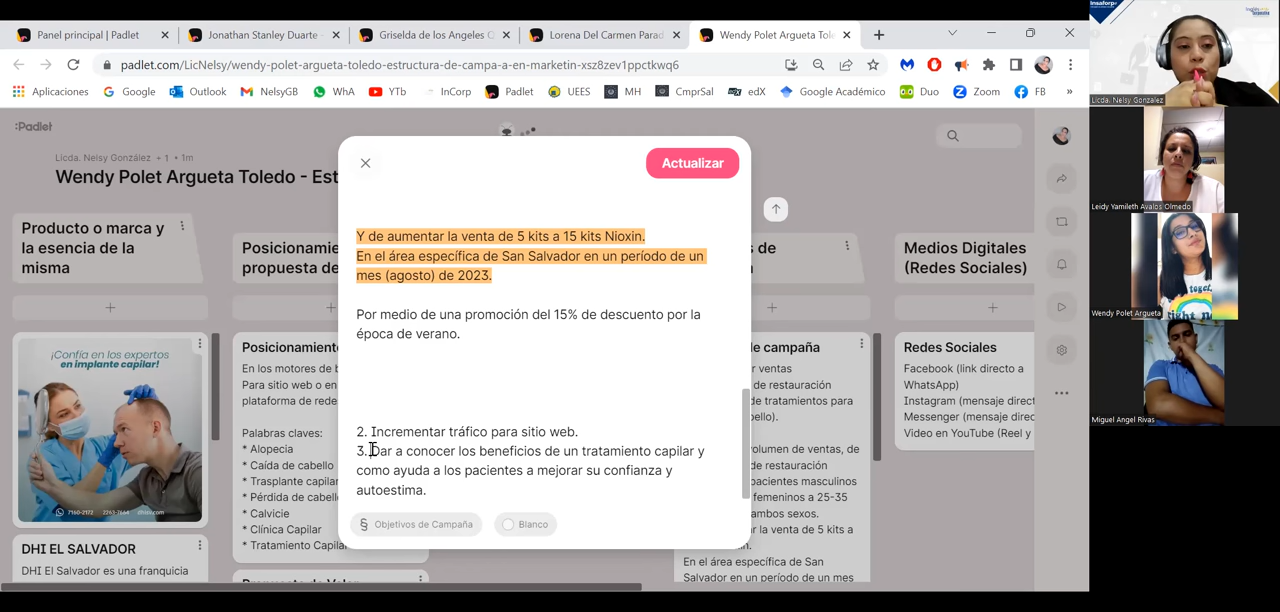 Panel principal | Padlet
Jonathan Stanley Duarte -
Griselda de los Angeles
Lorena Del Carmen Parad
Wendy Polet Argueta Tol
padlet.com/LicNelsy/wendy-polet-argueta-toledo-estructura-de-campa-a-en-marketin-xsz8zev1ppctkwq6
Aplicaciones
Google
Outlook
NelsyGB
WhA
YTb
InCorp
Padlet
UEES
MH
CmprSal
edX
Google Académico
Duo
Zoom
FB
»
:Padlet
Licda. Nelsy González + 1 • 1m
Wendy Polet Argueta Toledo - Est
Producto o marca y
la esencia de la
misma
Posicionamie
propuesta de
s de
a
Medios Digitales
(Redes Sociales)
¡Confía en los expertos
en implante capilar!
DHI EL SALVADOR
DHI El Salvador es una franquicia
Posicionamient
En los motores de b
Para sitio web o en
plataforma de rede
Palabras claves:
* Alopecia
* Caída de cabello
* Trasplante capilar
* Pérdida de cabell
* Calvicie
* Clínica Capilar
* Tratamiento Capilar
Actualizar
Y de aumentar la venta de 5 kits a 15 kits Nioxin.
En el área específica de San Salvador en un período de un
mes (agosto) de 2023.
Por medio de una promoción del 15% de descuento por la
época de verano.
2. Incrementar tráfico para sitio web.
3. Dar a conocer los beneficios de un tratamiento capilar y
como ayuda a los pacientes a mejorar su confianza y
autoestima.
Objetivos de Campaña
Blanco
de campaña
ventas
de restauración
de tratamientos para
bello).
olumen de ventas, de
de restauración
pacientes masculinos
femeninos a 25-35
ambos sexos.
ar la venta de 5 kits a
En el área específica de San
Salvador en un período de un mes
Redes Sociales
Facebook (link directo a
WhatsApp)
Instagram (mensaje direct
Messenger (mensaje direc
Video en YouTube (Reel y
Insaforp
Licda. Nelsy González
Leidy Yamileth Avalos Olmedo
Wendy Polet Argueta
Miguel Angel Rivas